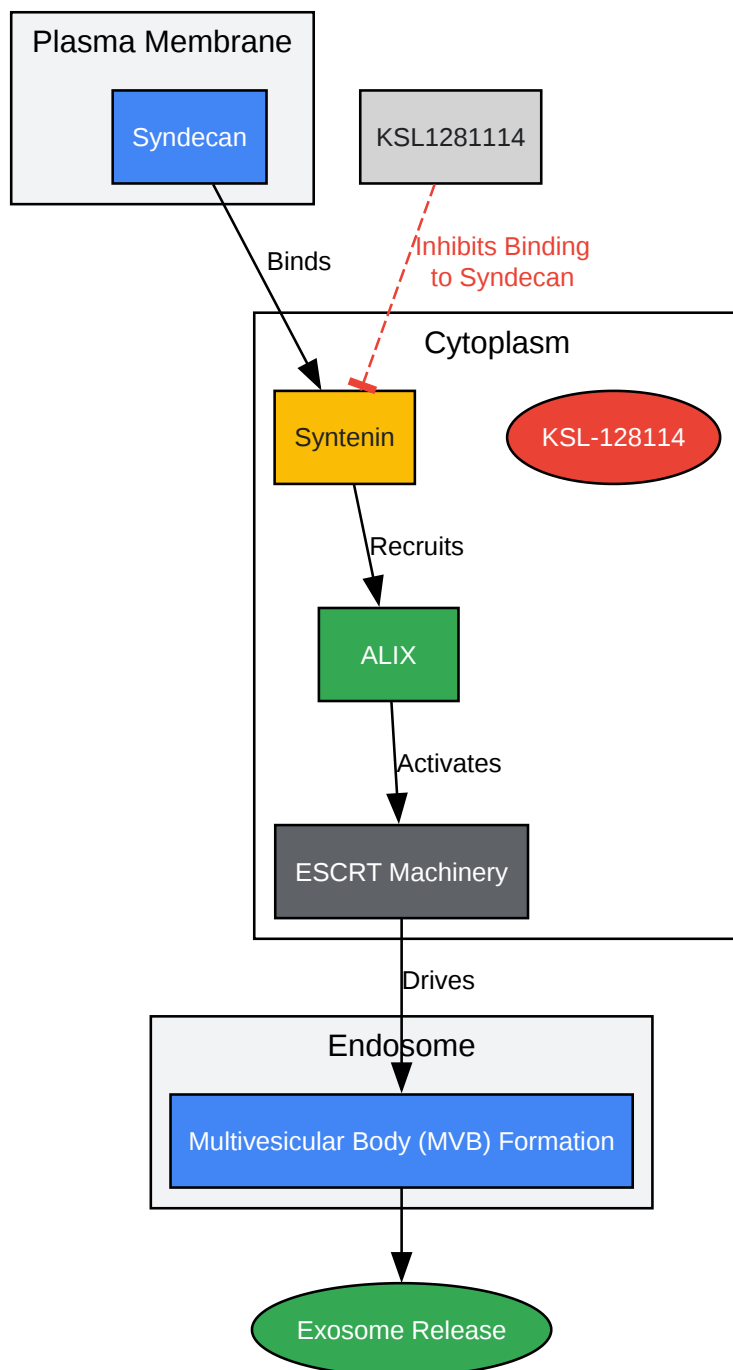 Plasma Membrane
Syndecan
KSL1281114
Binds
Inhibits Binding
to Syndecan
Cytoplasm
Syntenin
KSL-128114
Recruits
ALIX
Activates
ESCRT Machinery
Drives
Endosome
Multivesicular Body (MVB) Formation
Exosome Release